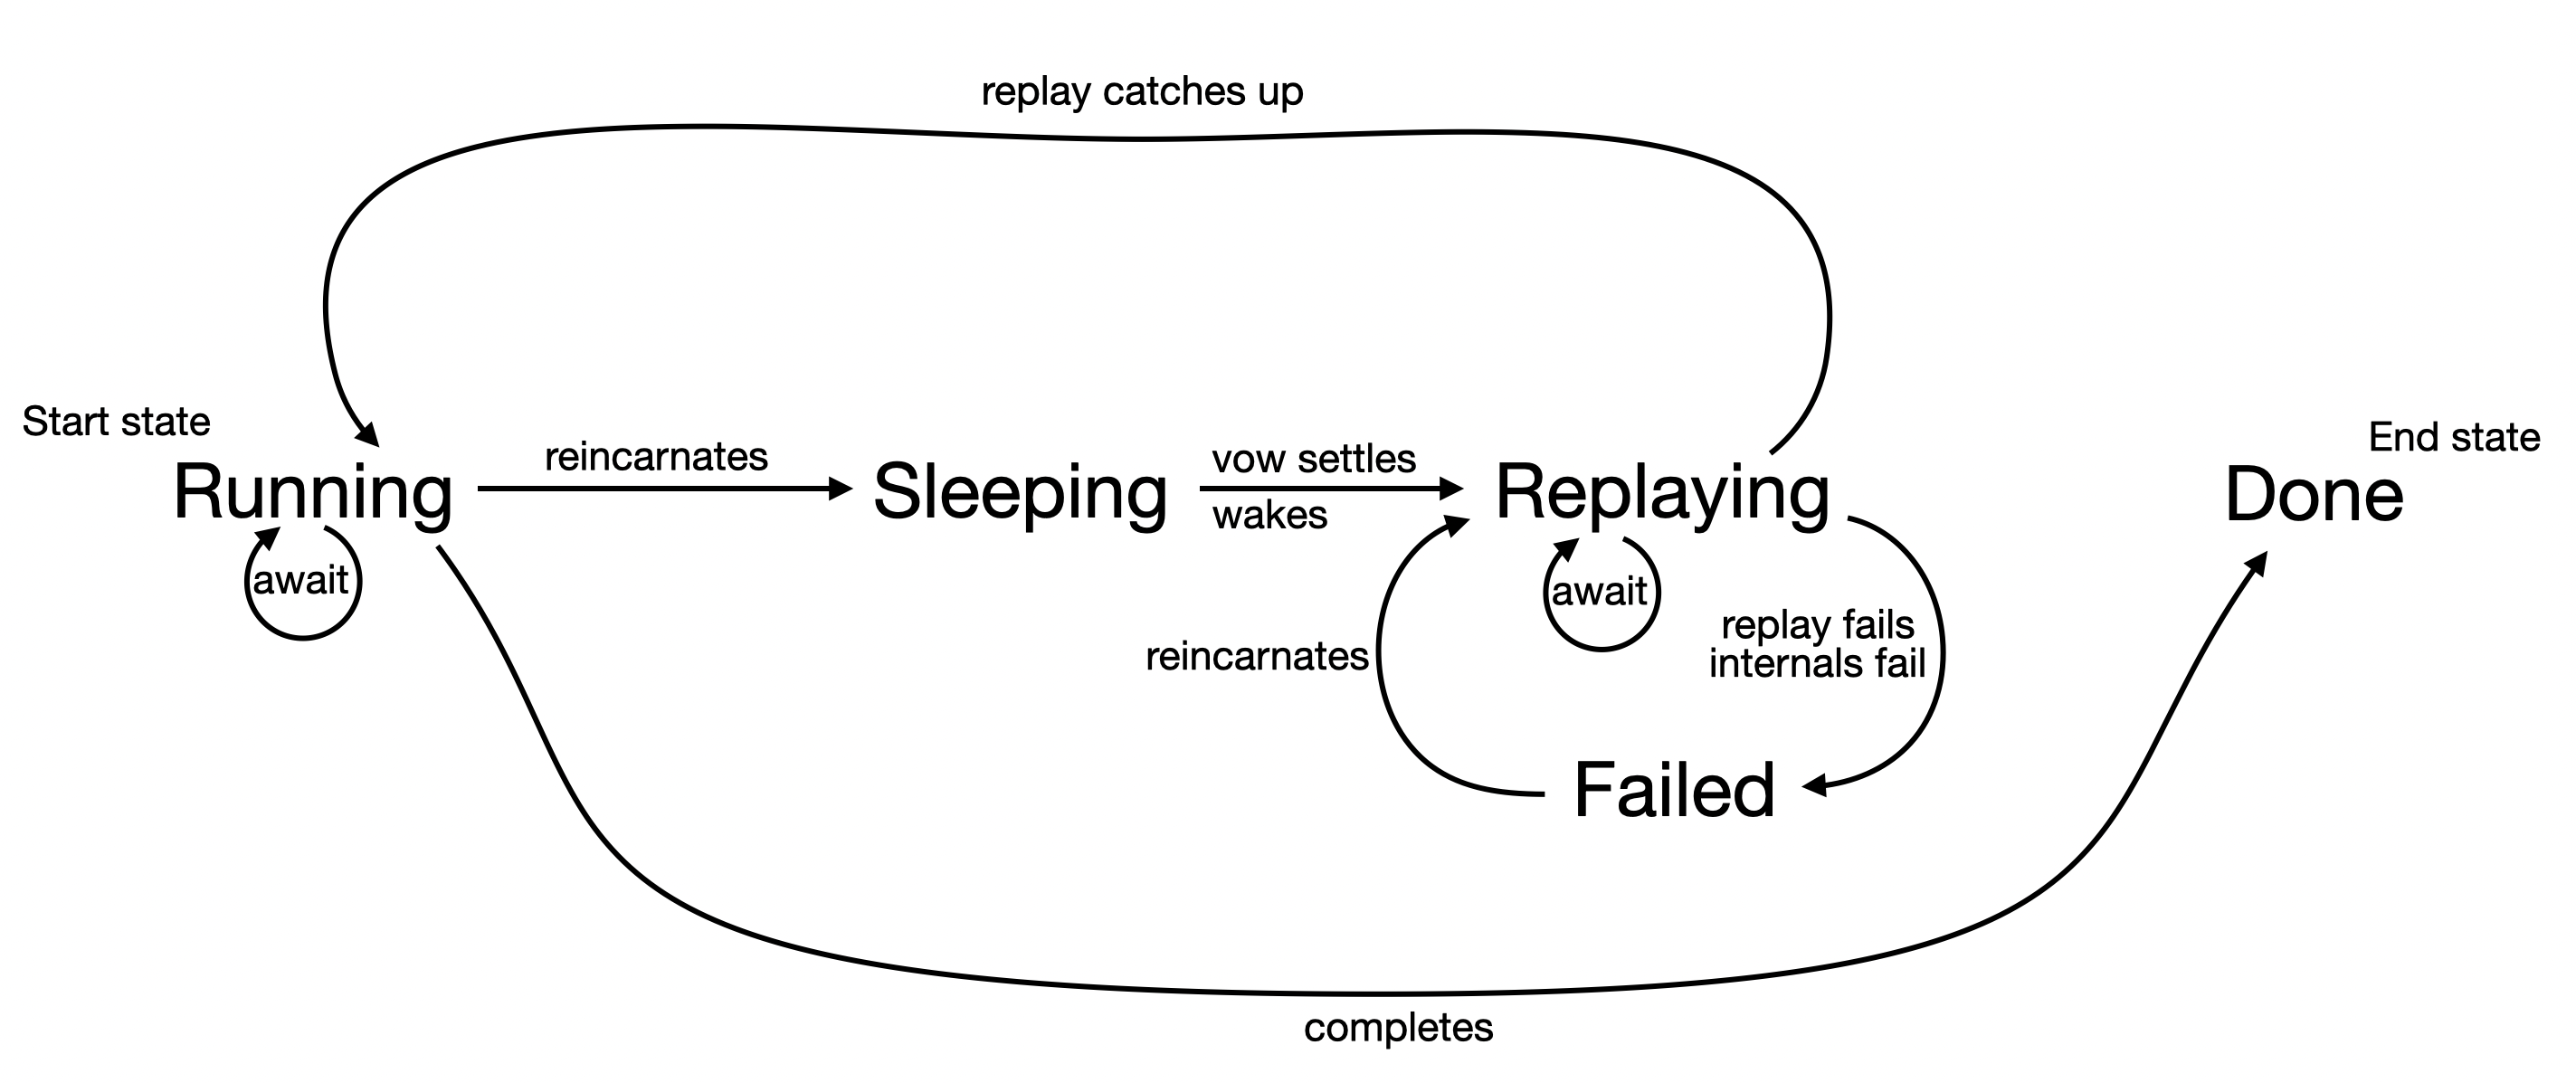 replay catches up
Start state
Running
reincarnates
Sleeping
vow settles
wakes
Replaying
End state
Done
await
await
reincarnates
replay fails
internals fail
Failed
completes